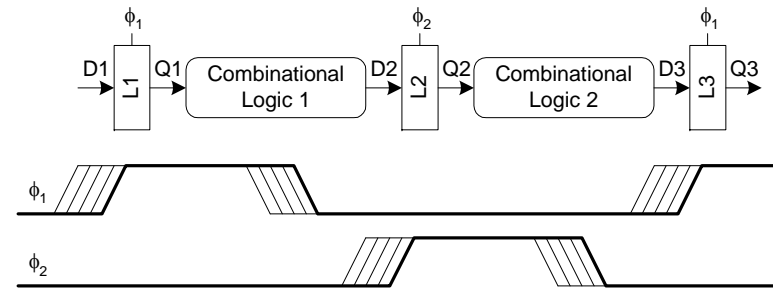 ϕ1 ϕ2 ϕ1
D1 L1 Q1 Combinational Logic 1 D2 L2 Q2 Combinational Logic 2 D3 L3 Q3
ϕ1
ϕ2